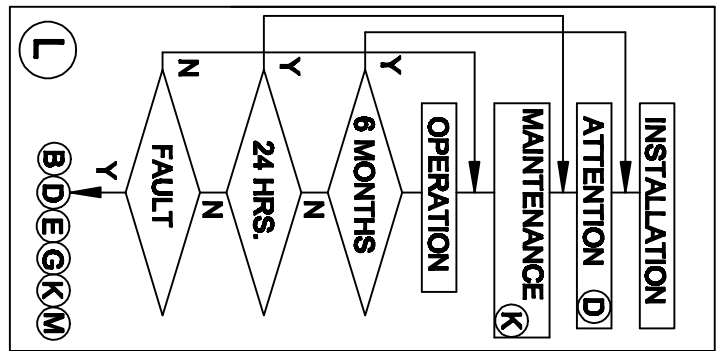 L
INSTALLATION
ATTENTION D
MAINTENANCE K
OPERATION
6 MONTHS
Y
N
24 HRS.
Y
N
FAULT
N
Y
B D E G K M